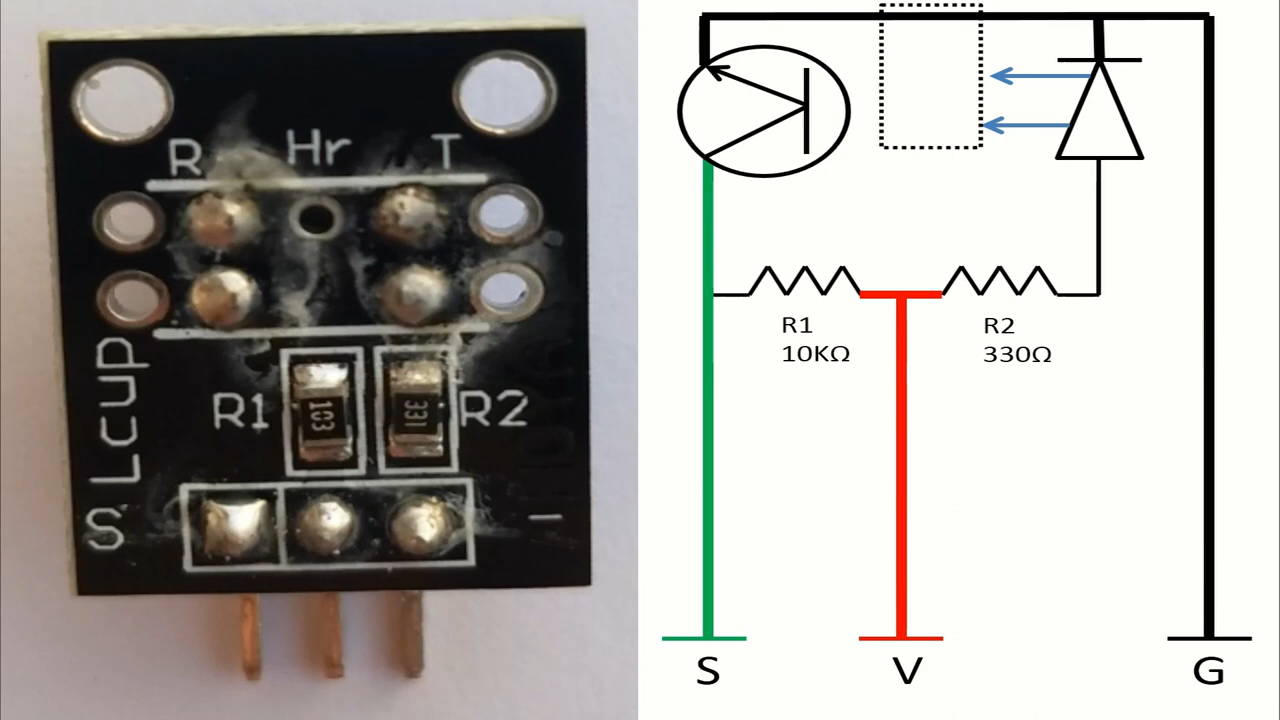 R Hr T
Lcup
R1 103 331 R2
S -
R1
10KΩ
R2
330Ω
S V G